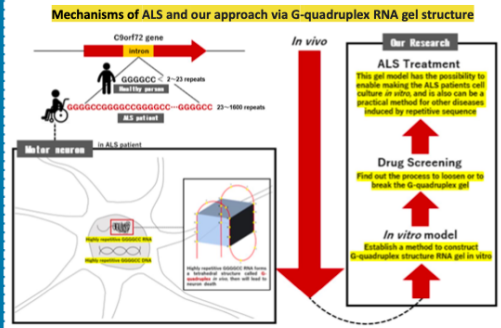 Mechanisms of ALS and our approach via G-quadruplex RNA gel structure
C9orf72 gene
intron
GGGGCC < 2~23 repeats
Healthy person
GGGGCCGGGGCCGGGGCC···GGGGCC 23~1600 repeats
ALS patient
Motor neuron
in ALS patient
Highly repetitive GGGGCC RNA
Highly repetitive GGGGCC DNA
Highly repetitive GGGGCC RNA forms
a tetrahedral structure called G-
quadruplex in vivo, then will lead to
neuron death
In vivo
Our Research
ALS Treatment
This gel model has the possibility to
enable making the ALS patients cell
culture in vitro, and is also can be a
practical method for other diseases
induced by repetitive sequence
Drug Screening
Find out the process to loosen or to
break the G-quadruplex gel
In vitro model
Establish a method to construct
G-quadruplex structure RNA gel in vitro